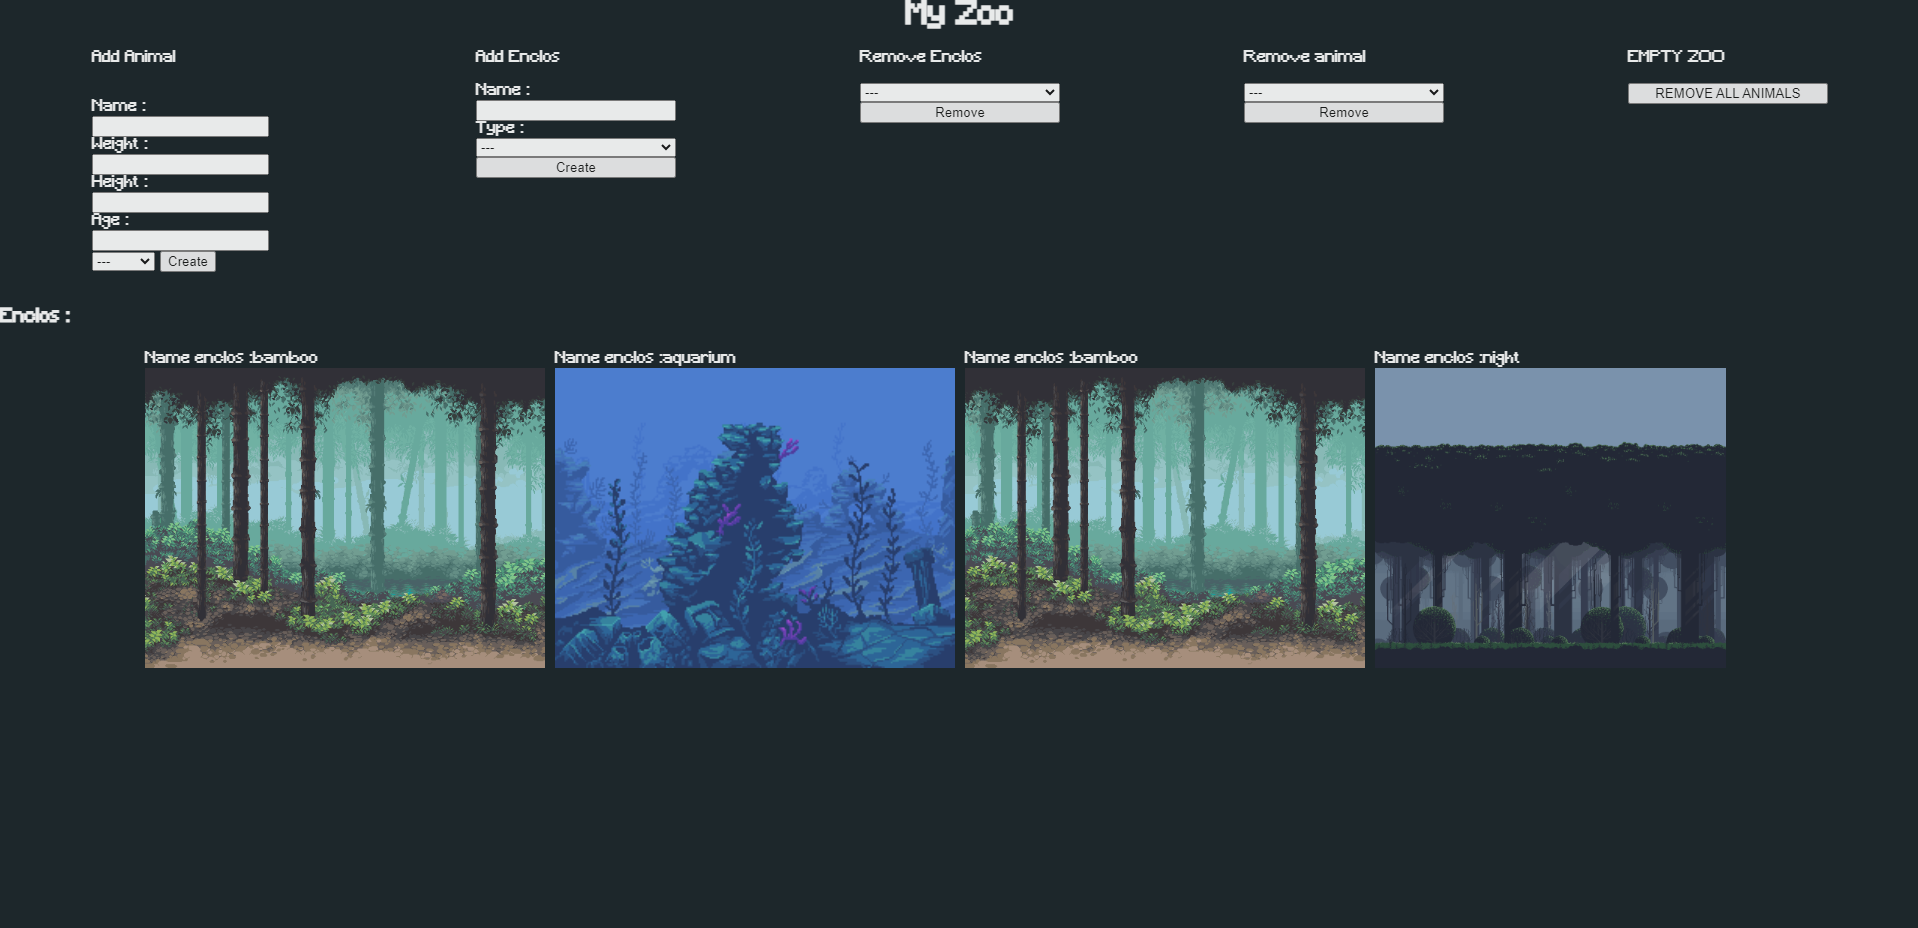 My Zoo
Add Animal
Name :
Weight :
Height :
Age :
---
Create
Add Enclos
Name :
Type :
---
Create
Remove Enclos
---
Remove
Remove animal
---
Remove
EMPTY ZOO
REMOVE ALL ANIMALS
Enclos :
Name enclos :bamboo
Name enclos :aquarium
Name enclos :bamboo
Name enclos :night